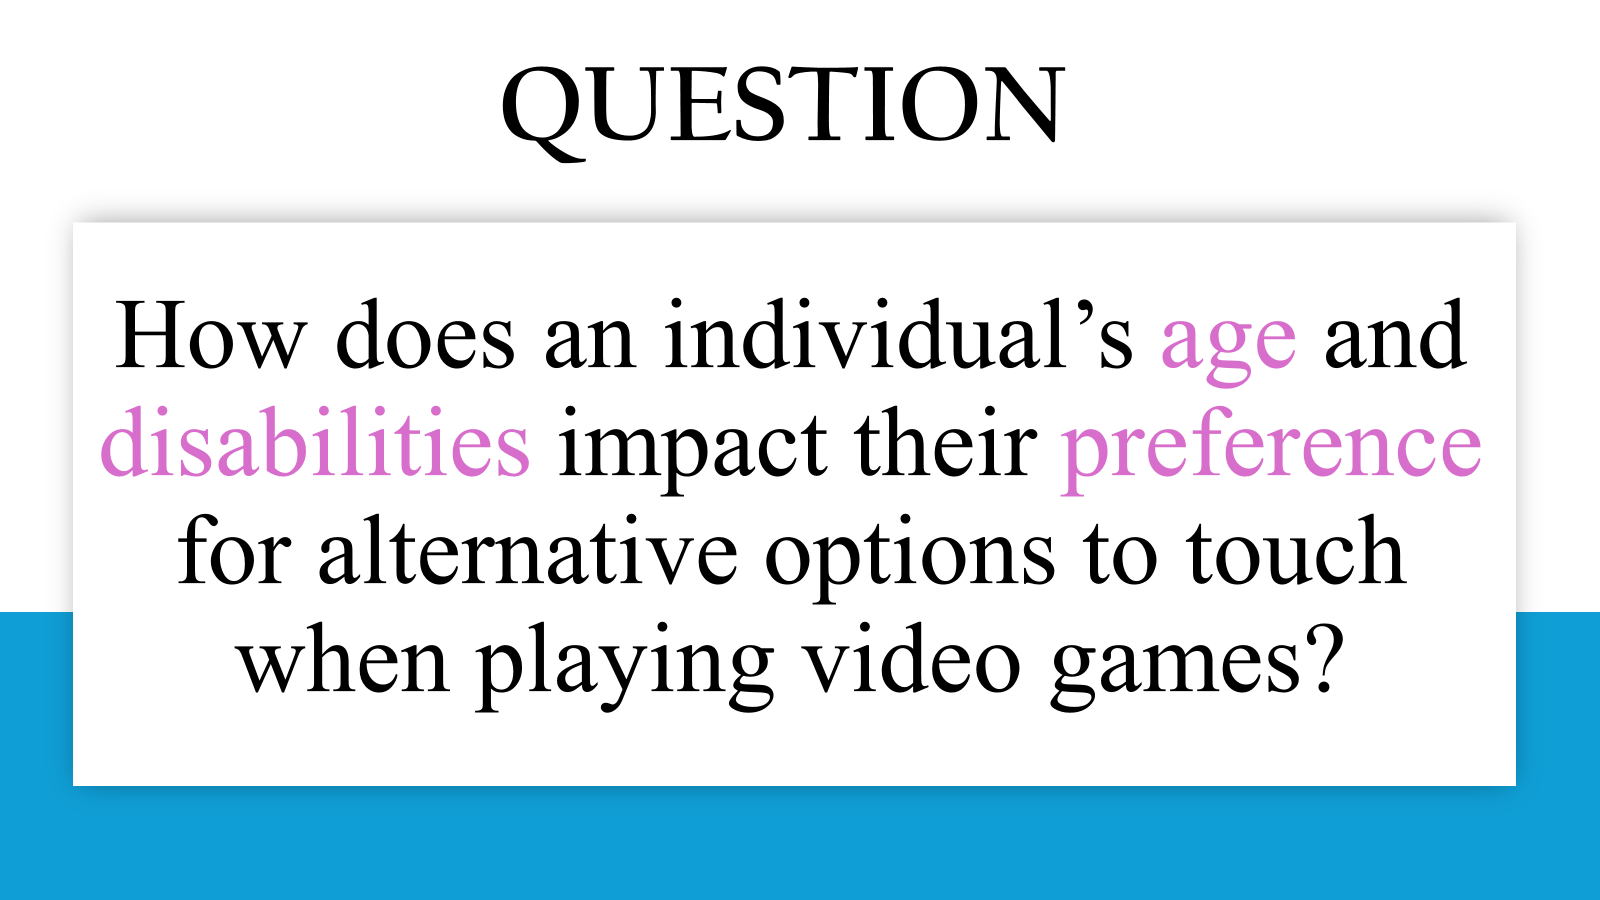 QUESTION
How does an individual’s age and
disabilities impact their preference
for alternative options to touch
when playing video games?